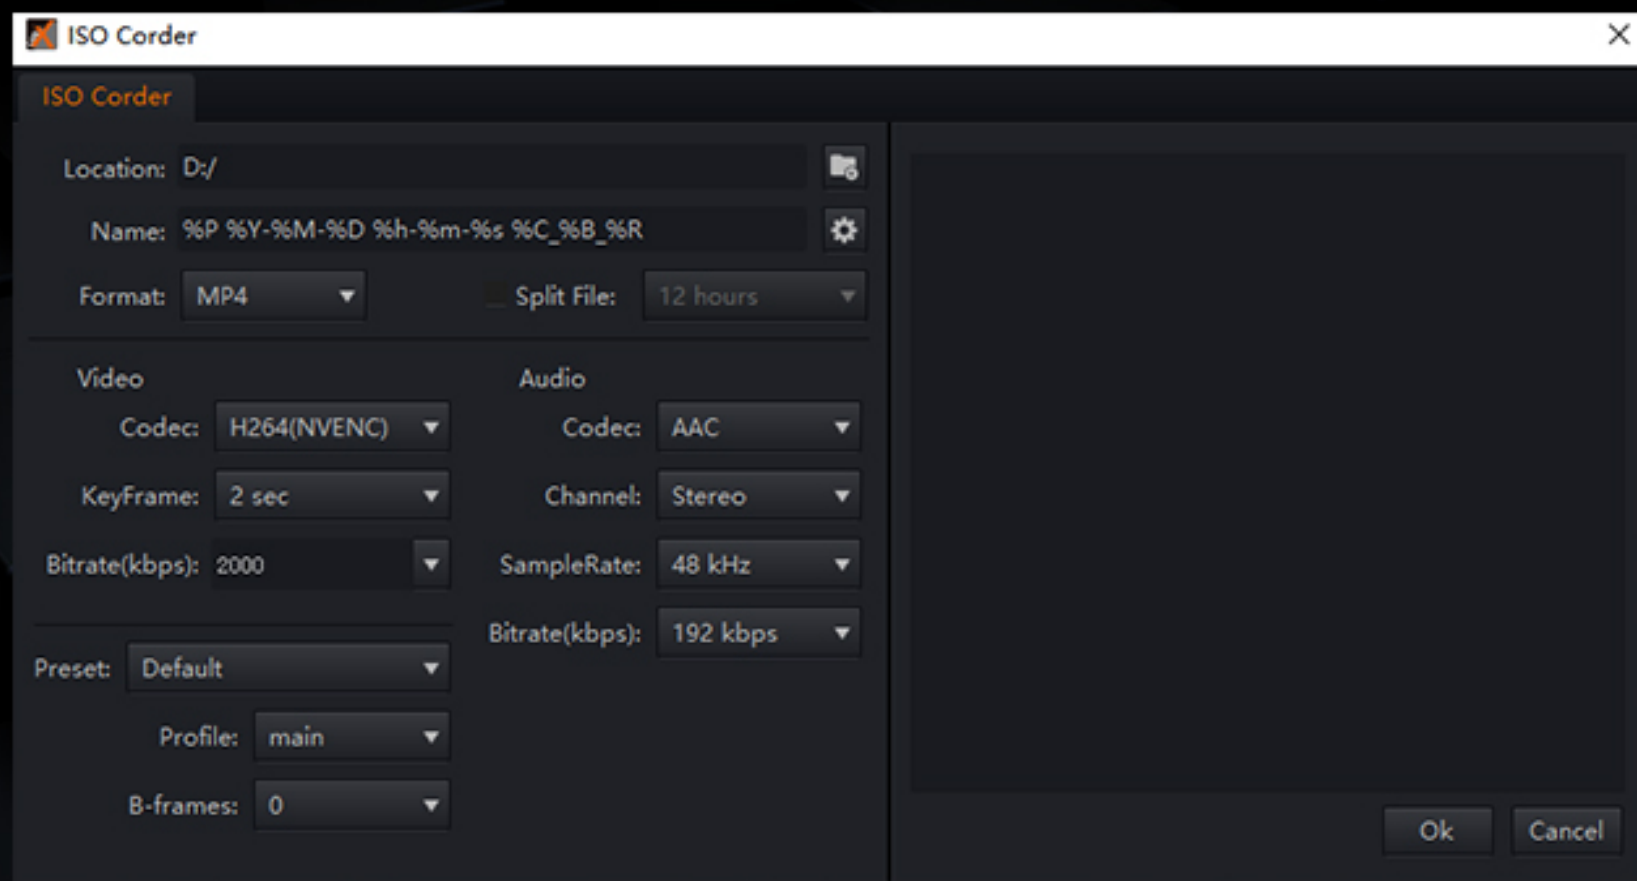 ISO Corder
ISO Corder
Location: D:/
Name: %P %Y-%M-%D %h-%m-%s %C_%B_%R
Format: MP4 Split File: 12 hours
Video Audio
Codec: H264(NVENC) Codec: AAC
KeyFrame: 2 sec Channel: Stereo
Bitrate(kbps): 2000 SampleRate: 48 kHz
Bitrate(kbps): 192 kbps
Preset: Default
Profile: main
B-frames: 0
Ok Cancel